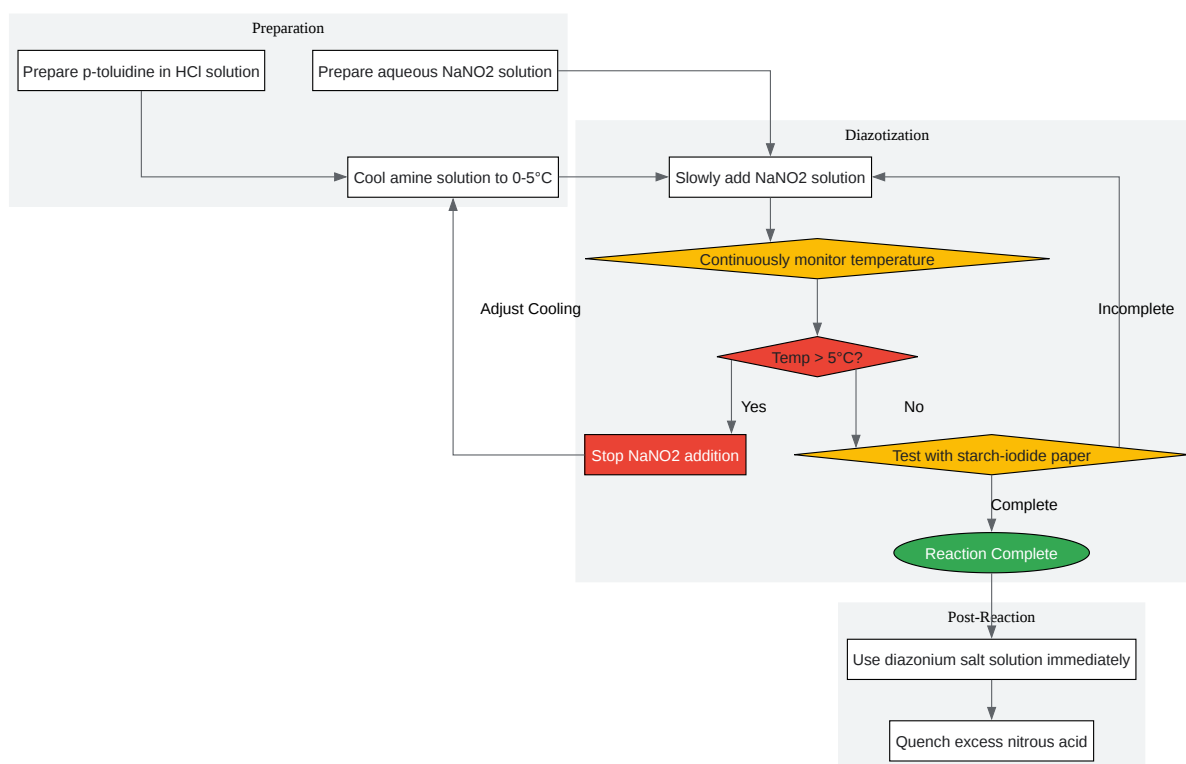 Preparation
Prepare p-toluidine in HCl solution
Prepare aqueous NaNO2 solution
Cool amine solution to 0-5°C
Diazotization
Slowly add NaNO2 solution
Continuously monitor temperature
Adjust Cooling
Incomplete
Temp > 5°C?
Yes
No
Stop NaNO2 addition
Test with starch-iodide paper
Complete
Reaction Complete
Post-Reaction
Use diazonium salt solution immediately
Quench excess nitrous acid